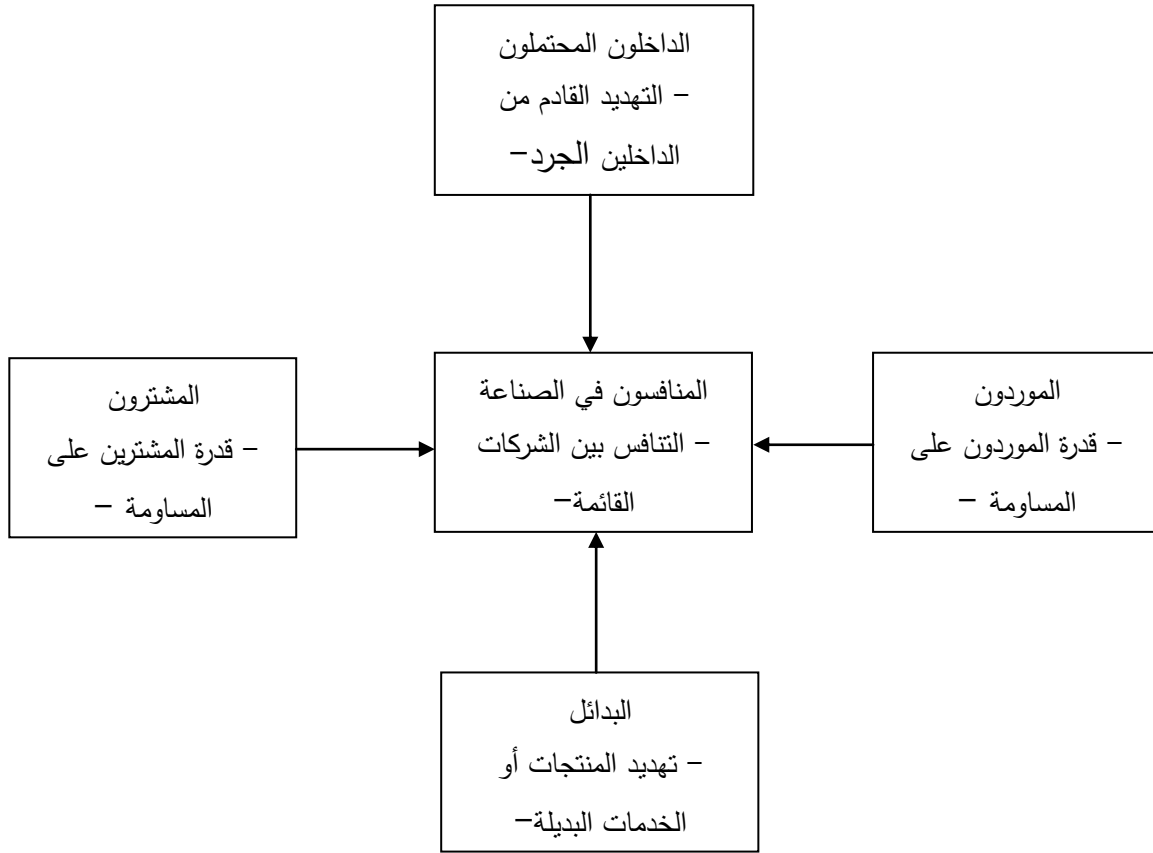 الداخلون المحتملون
– التهديد القادم من
الداخلين الجرد–
الموردون
– قدرة الموردون على
المساومة –
المنافسون في الصناعة
– التنافس بين الشركات
القائمة–
المشترون
– قدرة المشترين على
المساومة –
البدائل
– تهديد المنتجات أو
الخدمات البديلة–